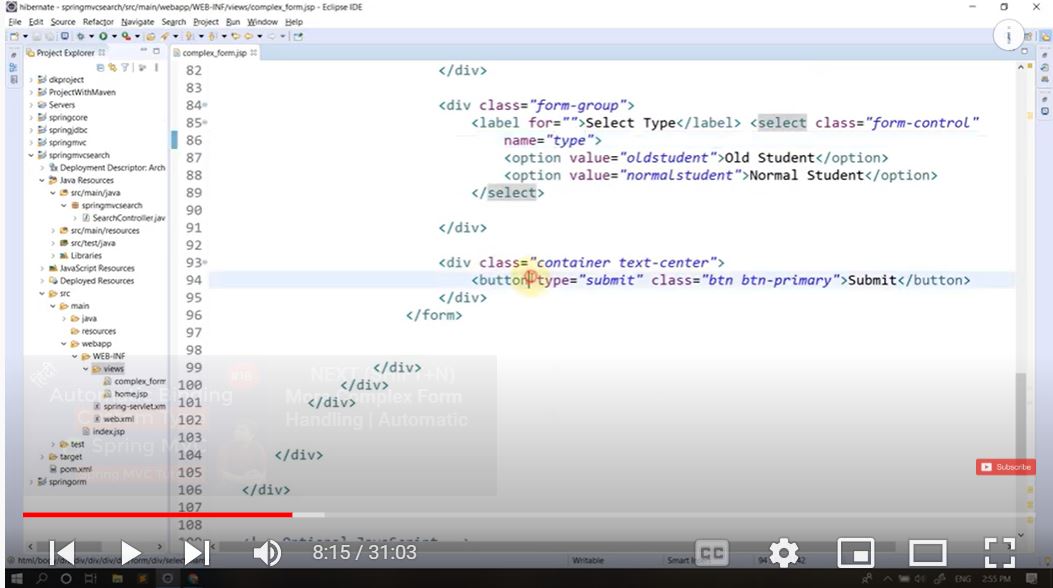 hibernate - springmvcsearch/src/main/webapp/WEB-INF/views/complex_form.jsp - Eclipse IDE
File Edit Source Refactor Navigate Search Project Run Window Help
Project Explorer
complex_form.jsp
dkproject
ProjectWithMaven
Servers
springcore
springjdbc
springmvc
springmvcsearch
Deployment Descriptor: Arch
Java Resources
src/main/java
springmvcsearch
SearchController.jav
src/main/resources
src/test/java
Libraries
JavaScript Resources
Deployed Resources
src
main
java
resources
webapp
WEB-INF
views
complex_form
home.jsp
spring-servlet.xm
web.xml
index.jsp
test
target
pom.xml
springorm
82 </div>
83
84 <div class="form-group">
85 <label for="">Select Type</label> <select class="form-control"
86 name="type">
87 <option value="oldstudent">Old Student</option>
88 <option value="normalstudent">Normal Student</option>
89 </select>
90
91 </div>
92
93 <div class="container text-center">
94 <button type="submit" class="btn btn-primary">Submit</button>
95 </div>
96 </form>
97
98
99 </div>
100 </div>
101 </div>
102
103
104 </div>
105
106 </div>
107
108
NEXT (SHIFT+N)
#16
Complex Form
Handling | Automatic
Spring MVC
Subscribe
8:15 / 31:03
CC
Writable
Smart In
ENG 2:55 PM